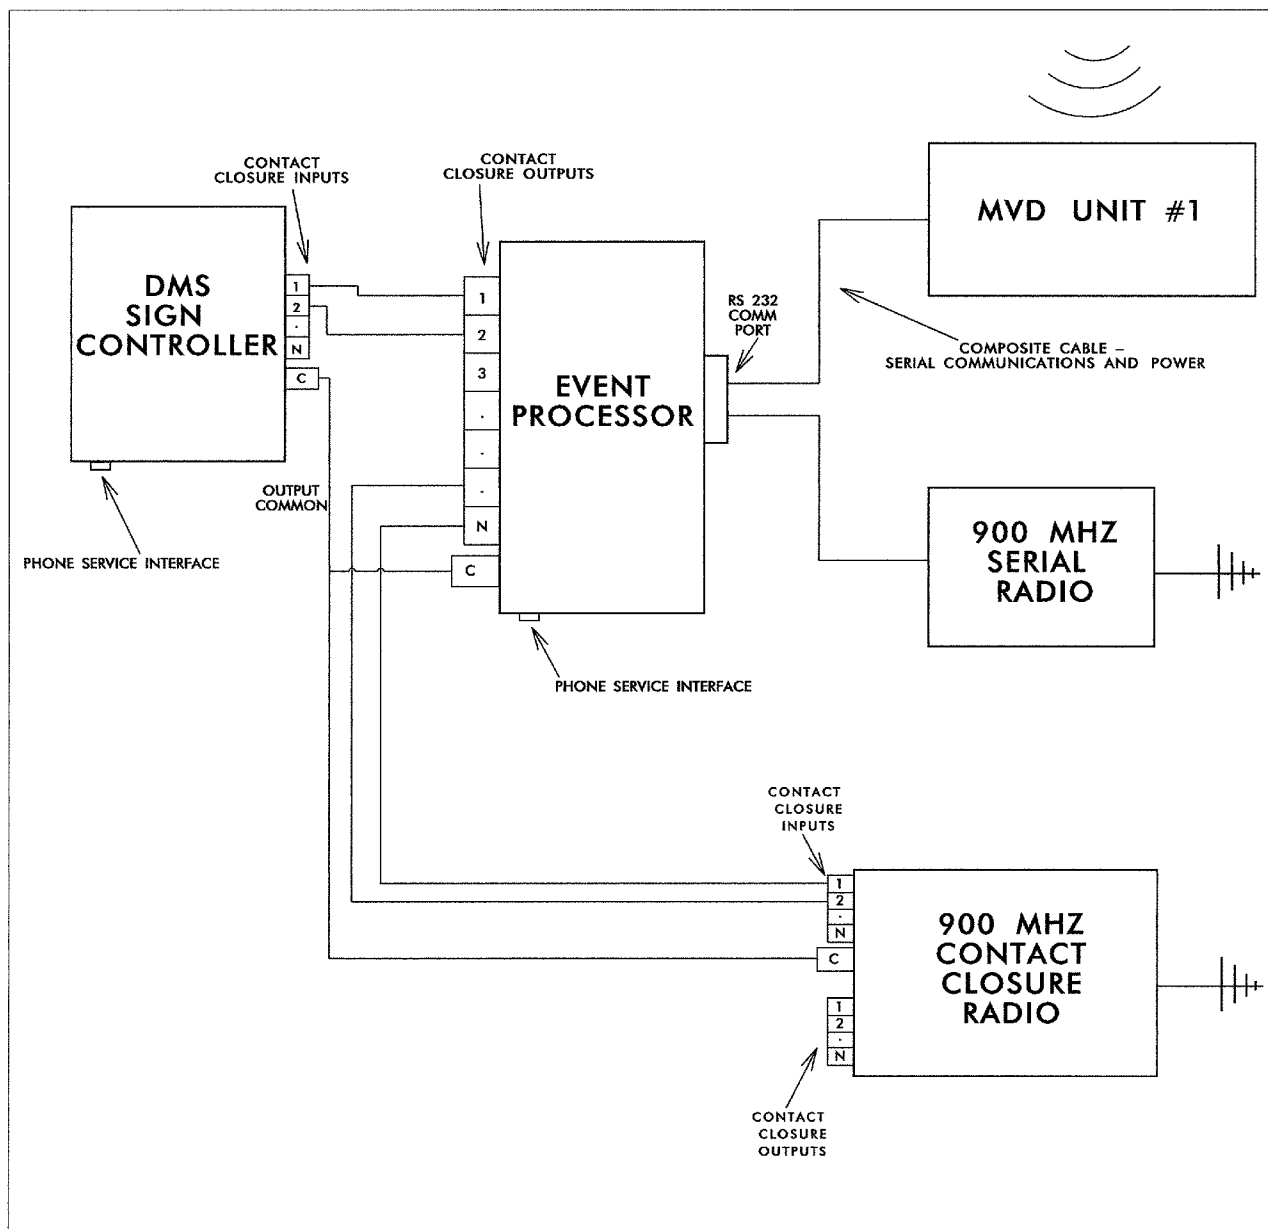 CONTACT
CLOSURE INPUTS
CONTACT
CLOSURE OUTPUTS
MVD UNIT #1
DMS
SIGN
CONTROLLER
1
2
.
N
C
1
2
3
.
.
.
N
C
EVENT
PROCESSOR
RS 232
COMM
PORT
COMPOSITE CABLE –
SERIAL COMMUNICATIONS AND POWER
OUTPUT
COMMON
PHONE SERVICE INTERFACE
900 MHZ
SERIAL
RADIO
PHONE SERVICE INTERFACE
CONTACT
CLOSURE
INPUTS
1
2
.
N
C
1
2
.
N
900 MHZ
CONTACT
CLOSURE
RADIO
CONTACT
CLOSURE
OUTPUTS